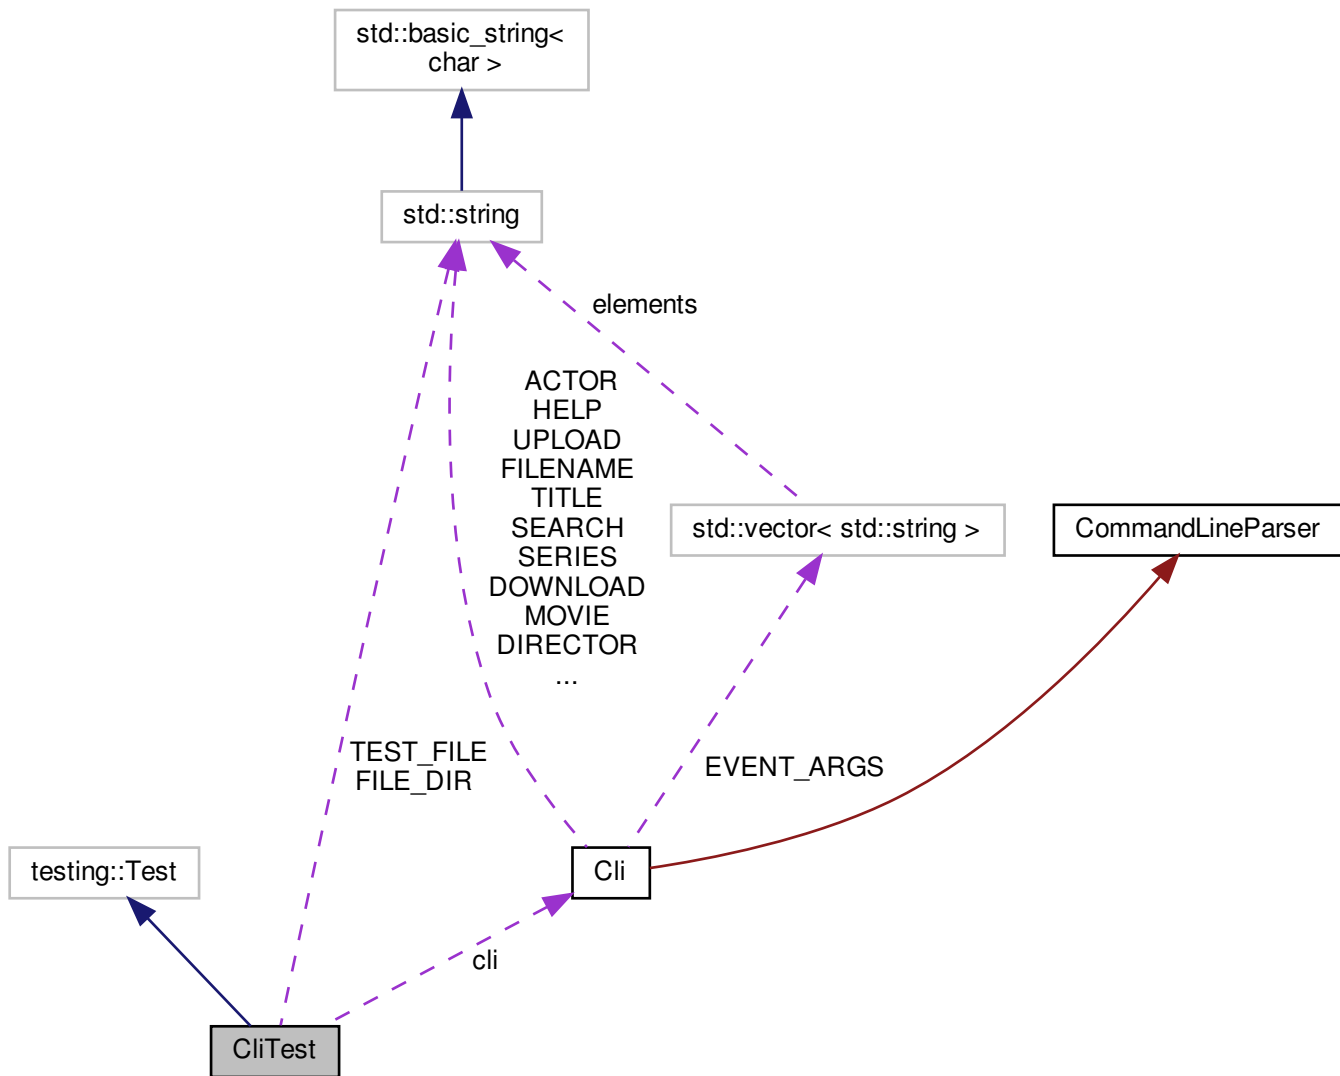 std::basic_string<
char >
std::string
elements
ACTOR
HELP
UPLOAD
FILENAME
TITLE
SEARCH
SERIES
DOWNLOAD
MOVIE
DIRECTOR
...
std::vector< std::string >
CommandLineParser
TEST_FILE
FILE_DIR
EVENT_ARGS
testing::Test
Cli
cli
CliTest